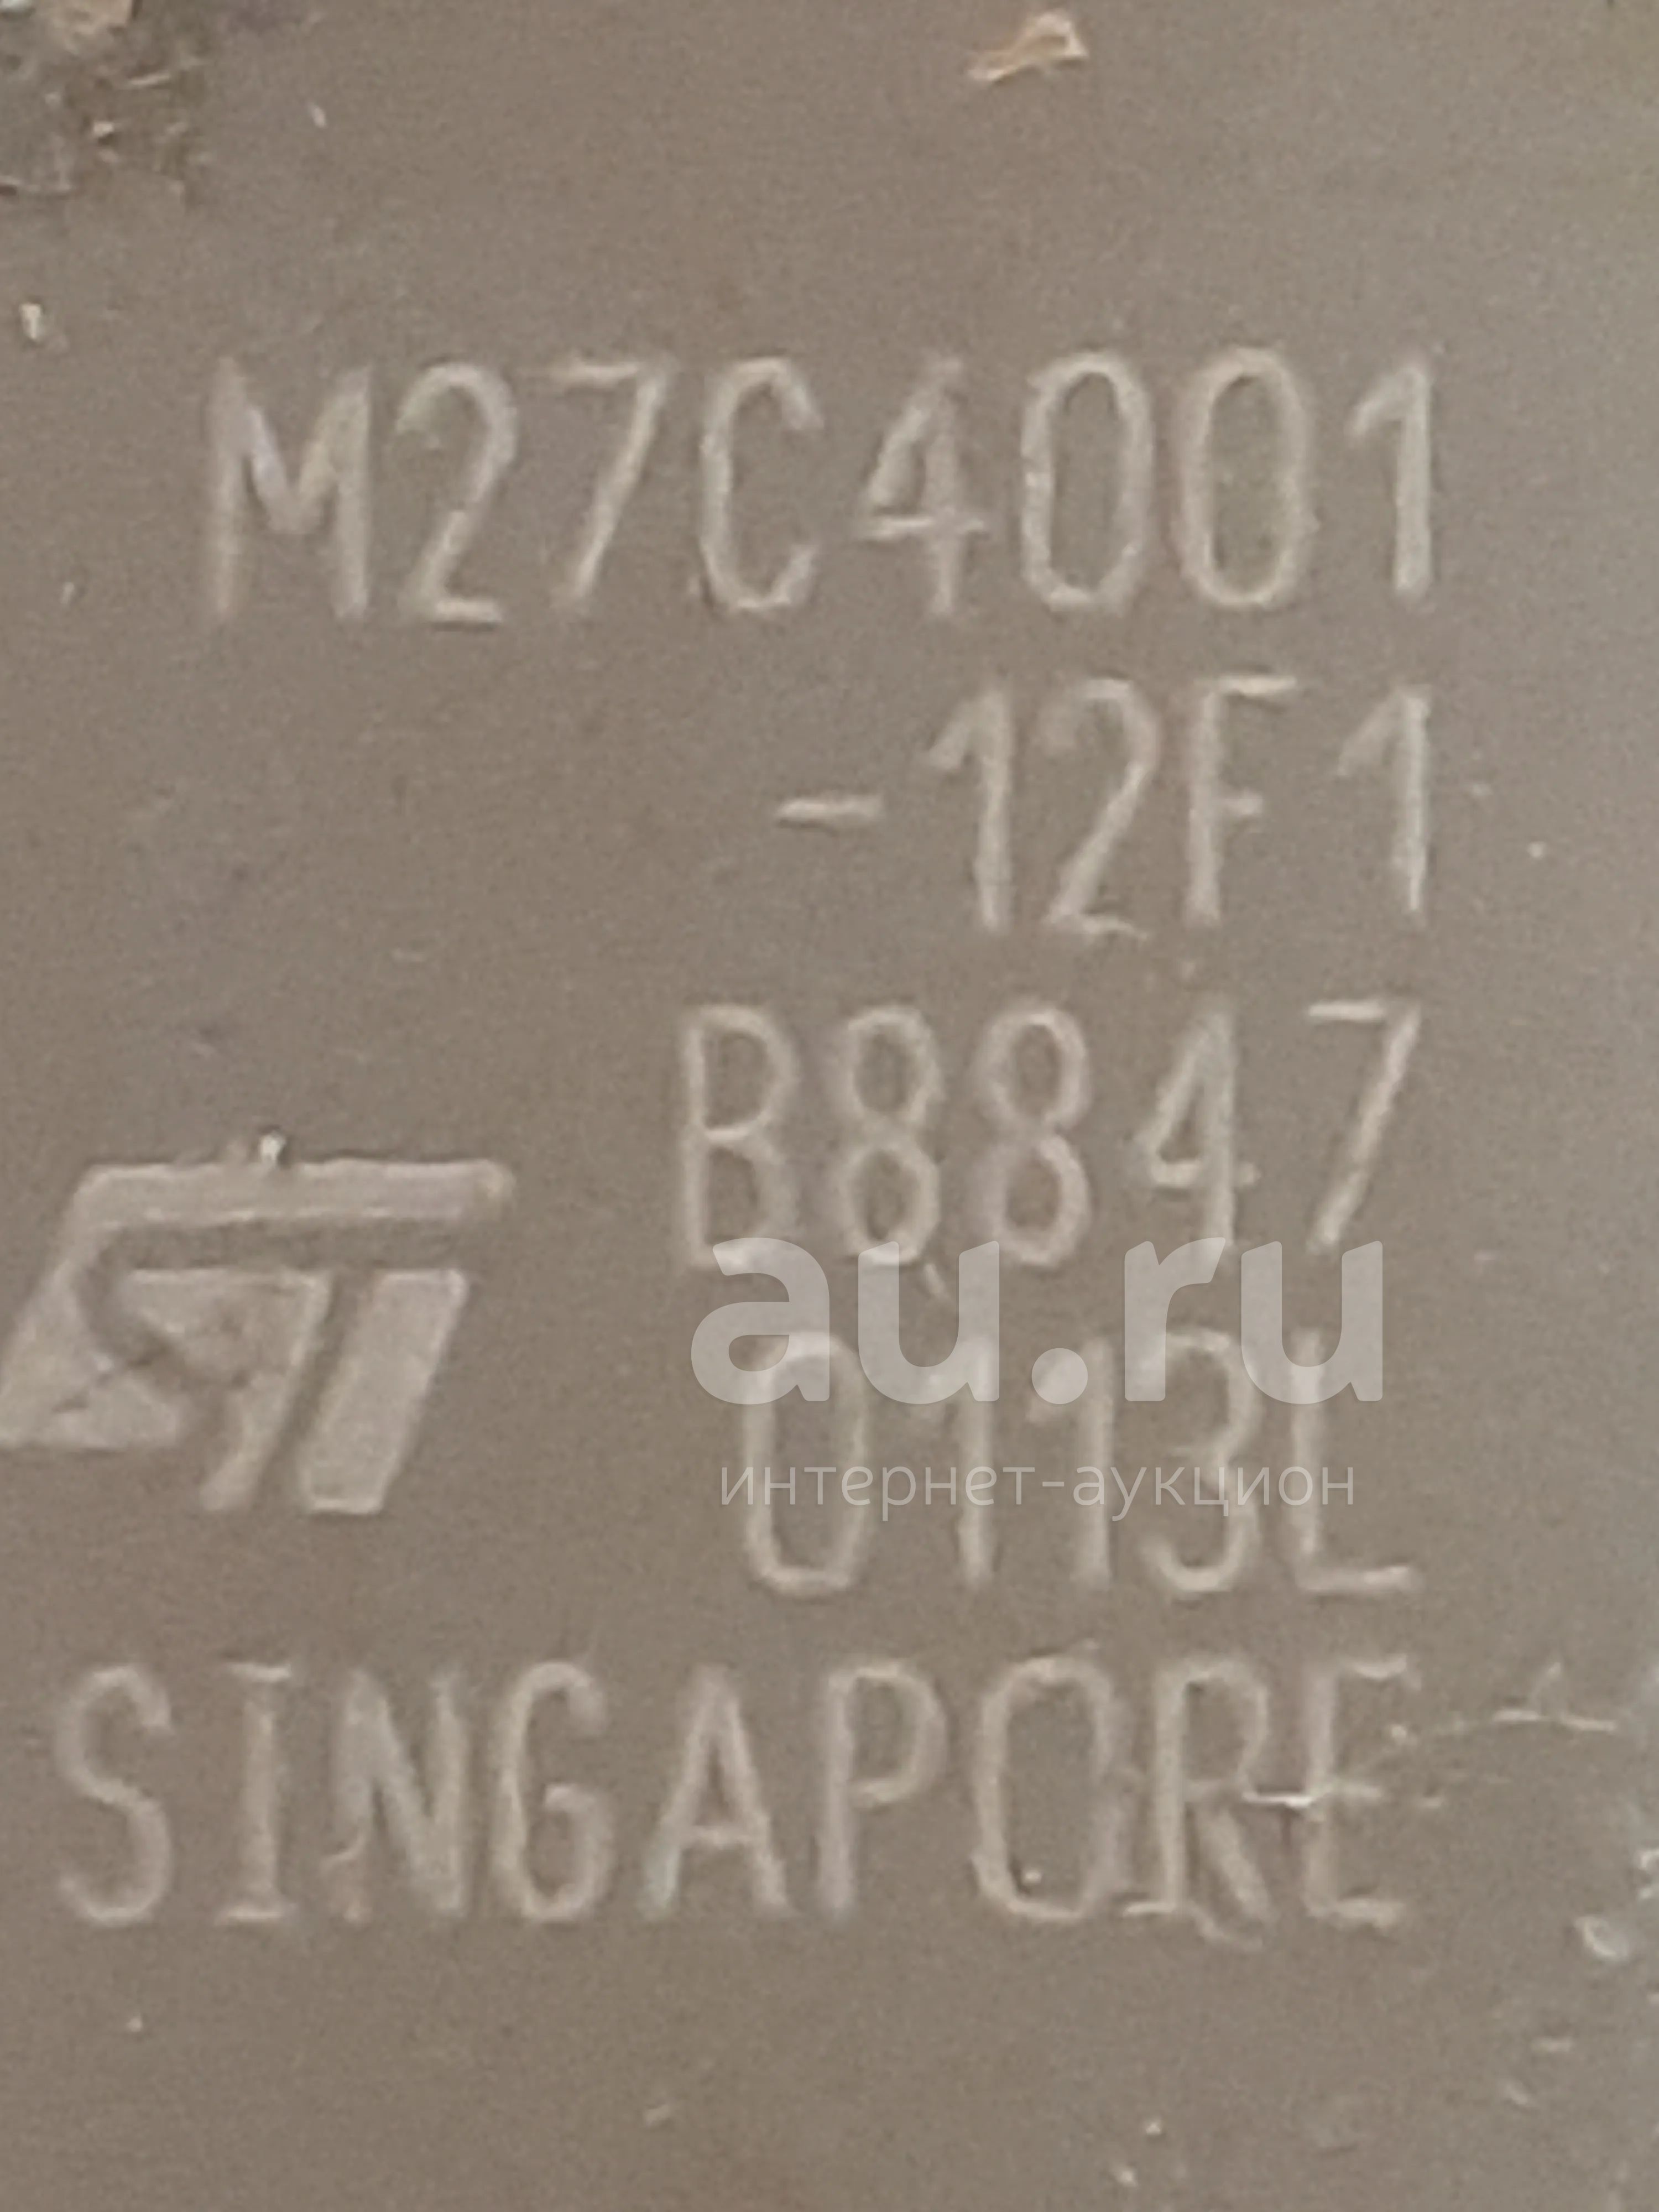 M27C4001
-12F1
B8847
au.ru
0113L
интернет-аукцион
ST
SINGAPORE